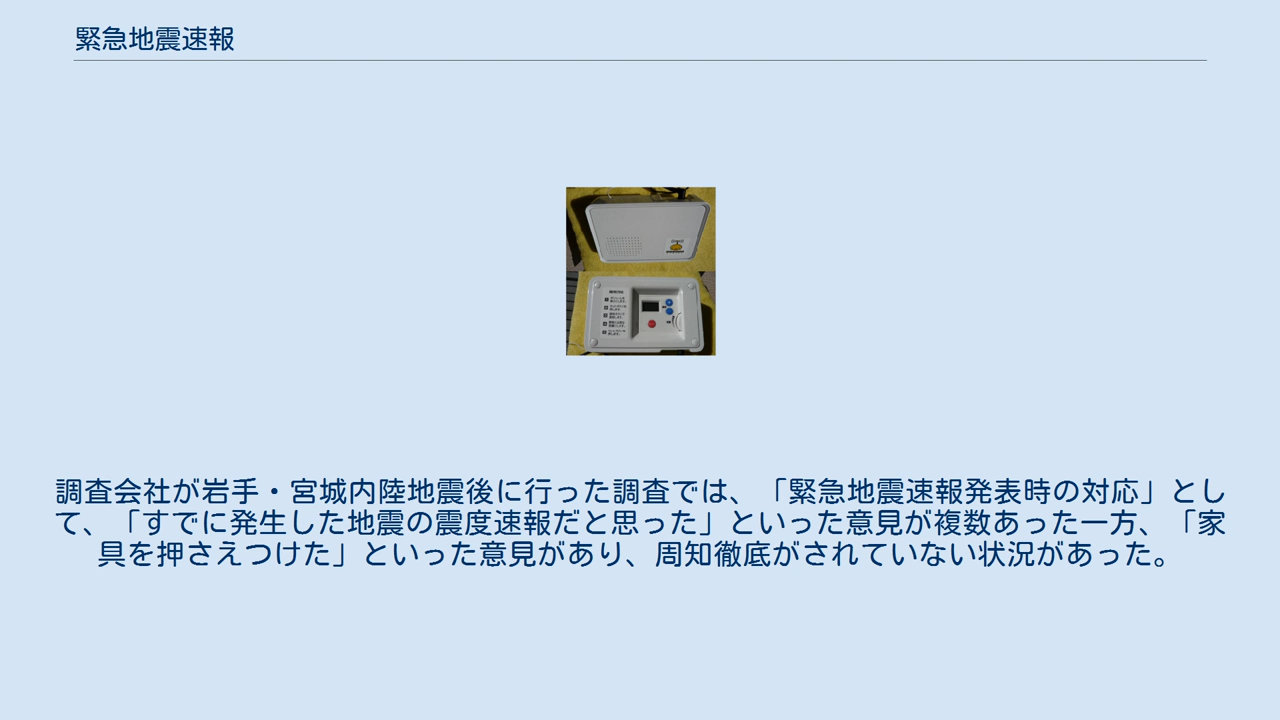 緊急地震速報
調査会社が岩手・宮城内陸地震後に行った調査では、「緊急地震速報発表時の対応」とし
て、「すでに発生した地震の震度速報だと思った」といった意見が複数あった一方、「家
具を押さえつけた」といった意見があり、周知徹底がされていない状況があった。